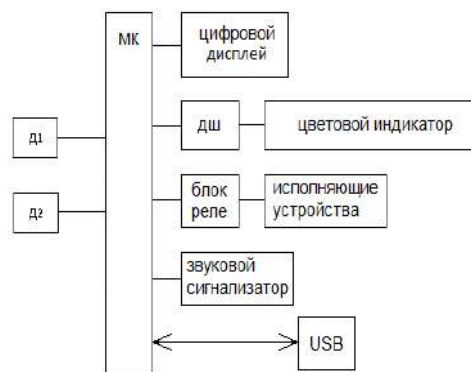 МК
цифровой
дисплей
Д1
дш
цветовой индикатор
Д2
блок
реле
исполняющие
устройства
звуковой
сигнализатор
USB